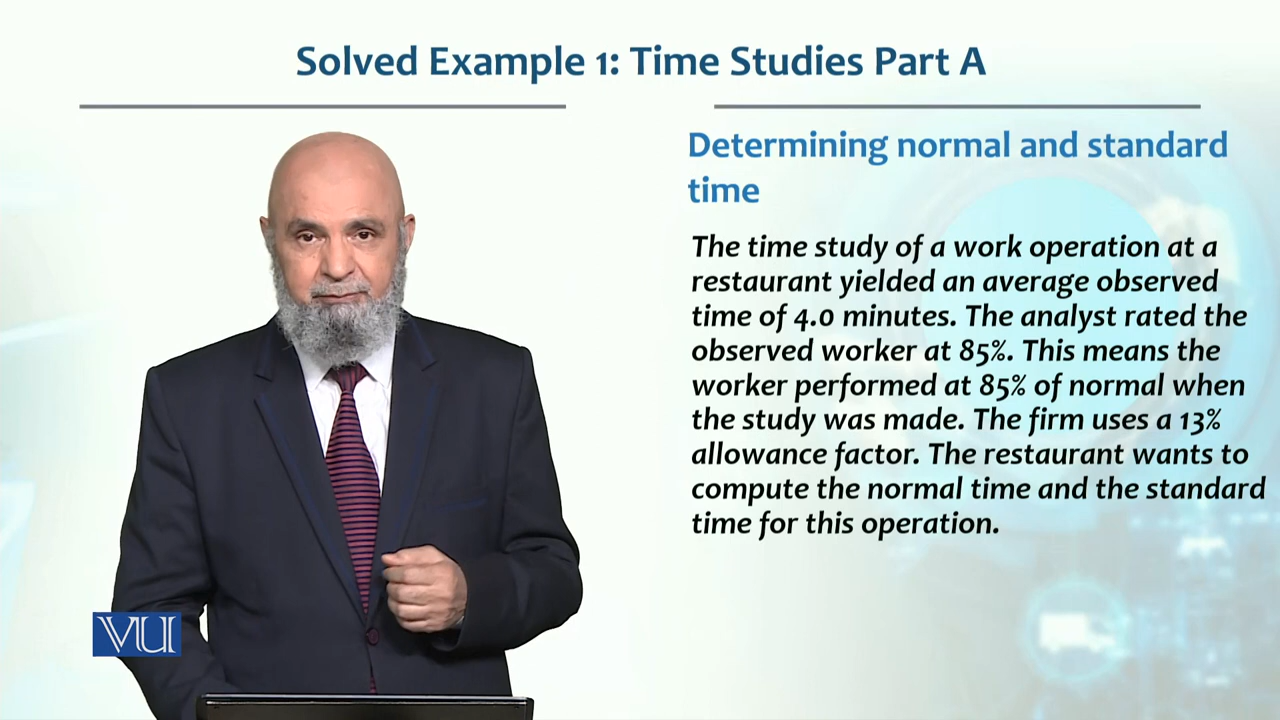 Solved Example 1: Time Studies Part A
Determining normal and standard
time
The time study of a work operation at a
restaurant yielded an average observed
time of 4.0 minutes. The analyst rated the
observed worker at 85%. This means the
worker performed at 85% of normal when
the study was made. The firm uses a 13%
allowance factor. The restaurant wants to
compute the normal time and the standard
time for this operation.
VU